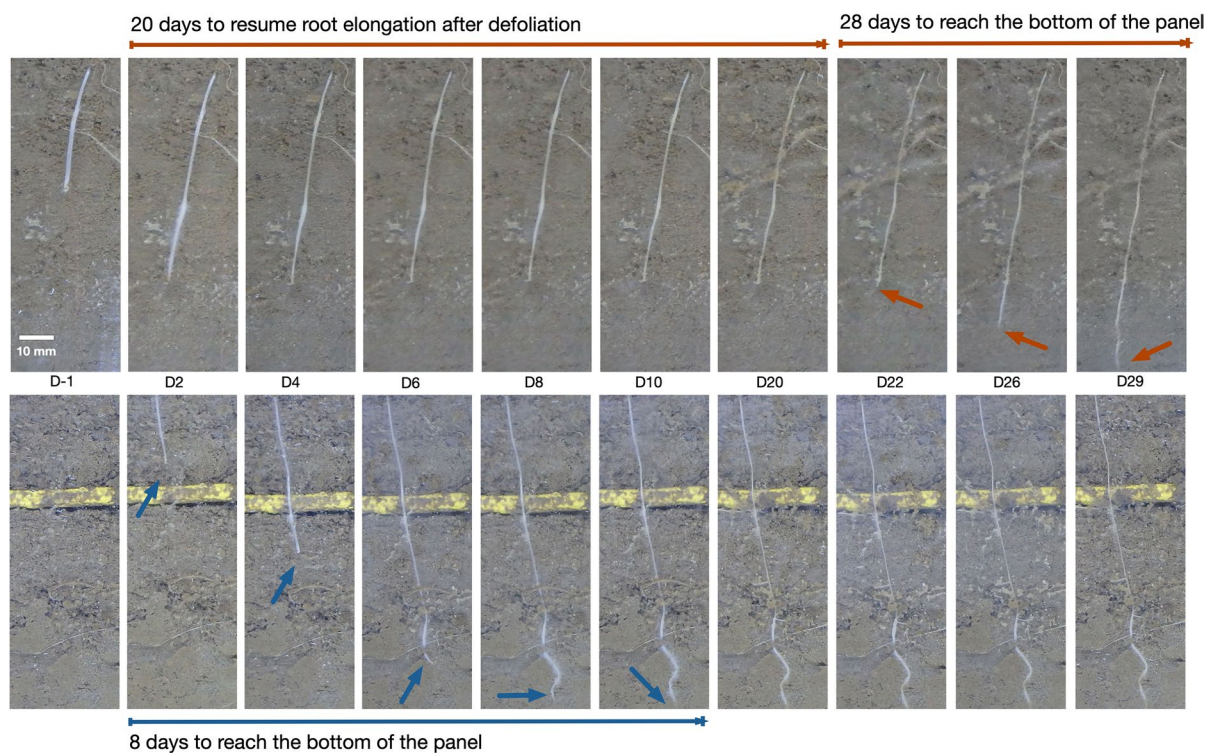 20 days to resume root elongation after defoliation
28 days to reach the bottom of the panel
10 mm
D-1
D2
D4
D6
D8
D10
D20
D22
D26
D29
8 days to reach the bottom of the panel